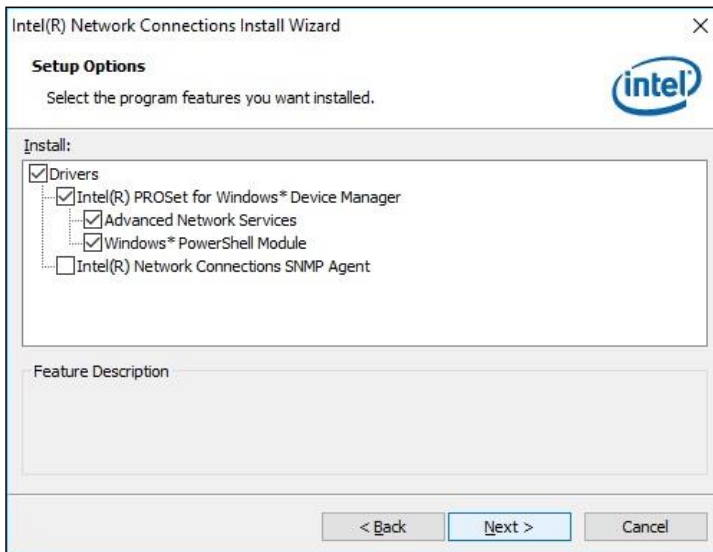 Intel(R) Network Connections Install Wizard
Setup Options
Select the program features you want installed.
intel
Install:
Drivers
Intel(R) PROSet for Windows* Device Manager
Advanced Network Services
Windows* PowerShell Module
Intel(R) Network Connections SNMP Agent
Feature Description
< Back Next > Cancel